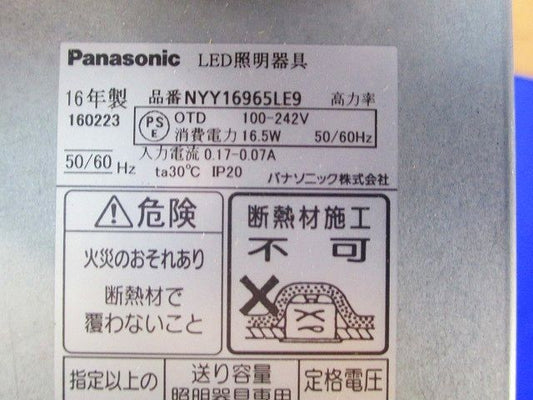 Panasonic LED照明器具
16年製 品番NYY16965LE9 高力率
160223 PS E OTD 100-242V
消費電力 16.5W 50/60Hz
50/60 Hz 入力電流 0.17-0.07A
ta30℃ IP20 パナソニック株式会社
危険
火災のおそれあり
断熱材で
覆わないこと
断熱材施工
不可
指定以上の 送り容量 定格電圧
照明器具専用